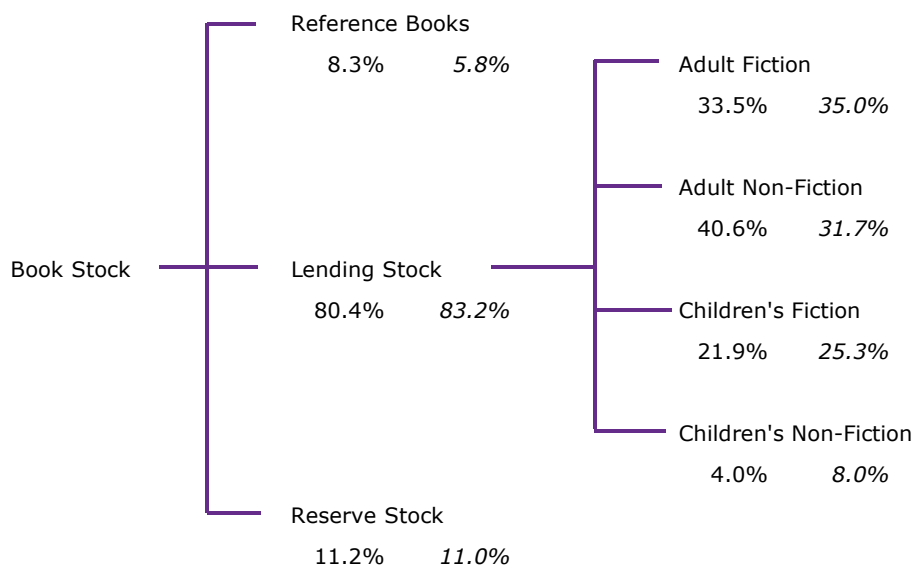 Reference Books
8.3% 5.8%
Adult Fiction
33.5% 35.0%
Adult Non-Fiction
40.6% 31.7%
Book Stock
Lending Stock
80.4% 83.2%
Children's Fiction
21.9% 25.3%
Children's Non-Fiction
4.0% 8.0%
Reserve Stock
11.2% 11.0%